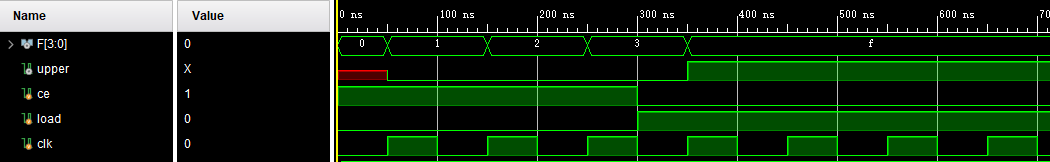 Name Value 0 ns 100 ns 200 ns 300 ns 400 ns 500 ns 600 ns 70
F[3:0] 0 0 1 2 3 f
upper X
ce 1
load 0
clk 0